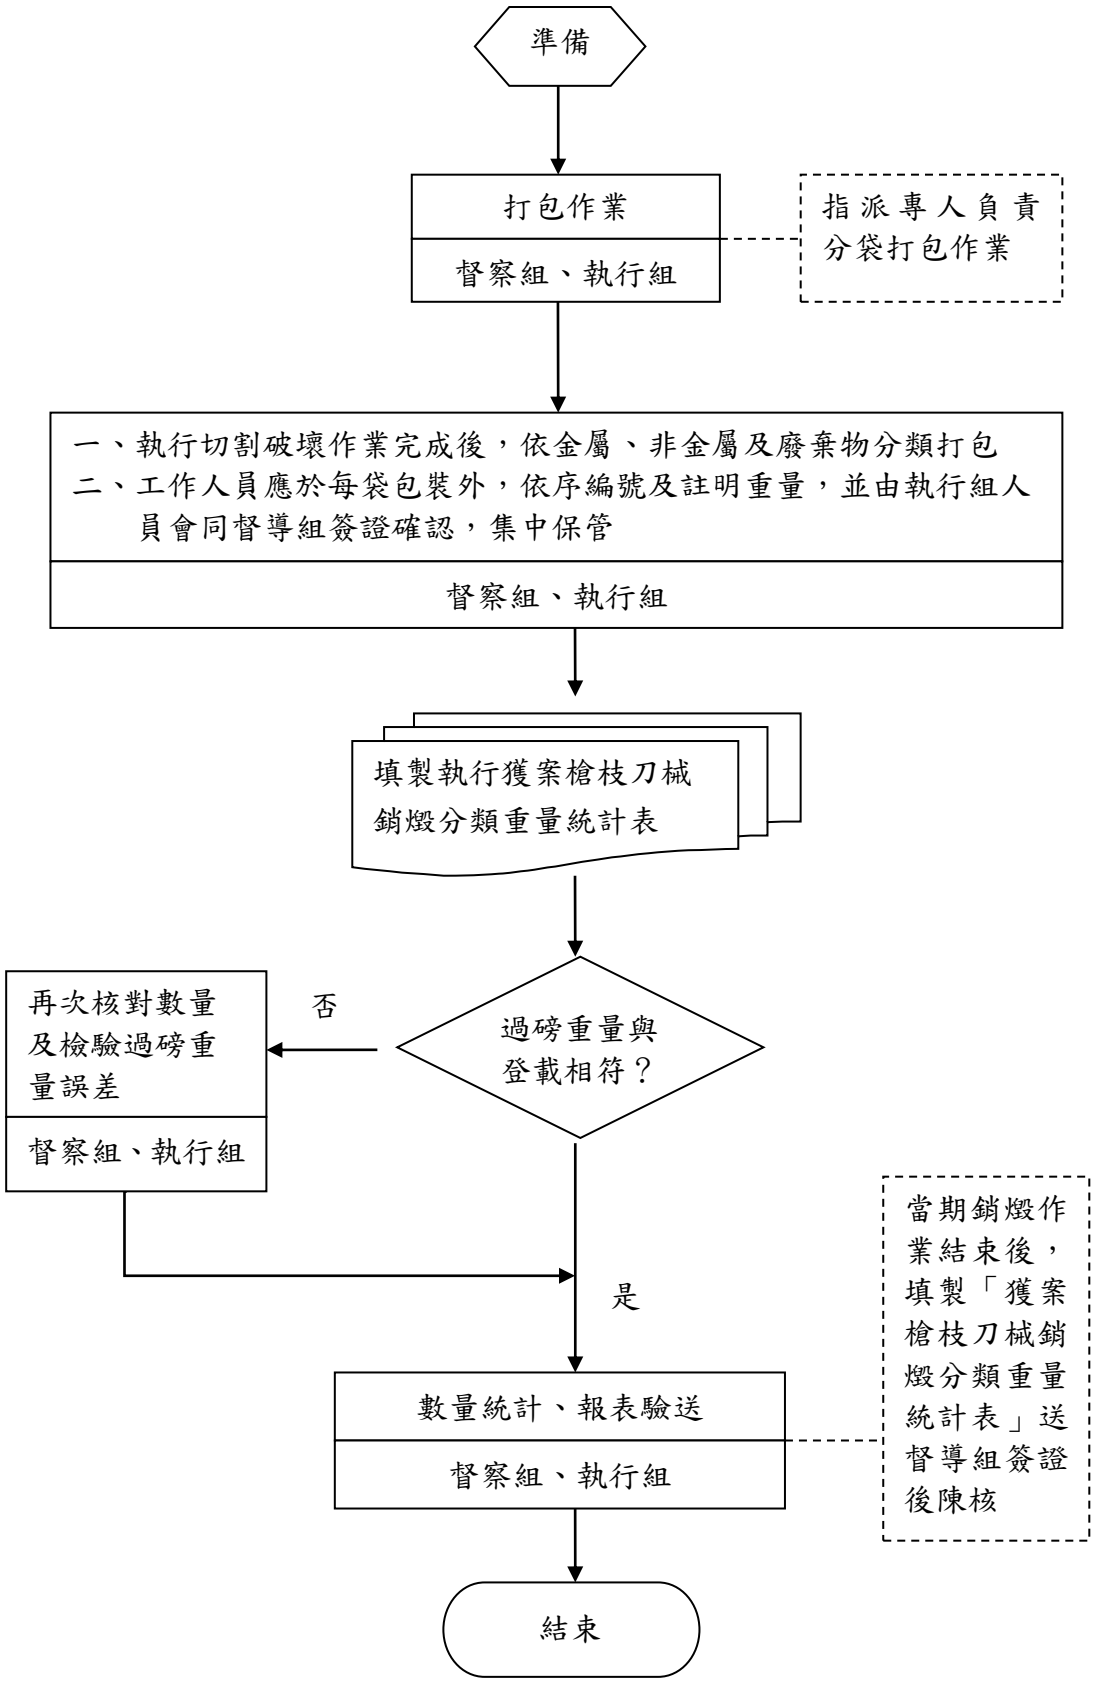 準備
打包作業
督察組、執行組
指派專人負責
分袋打包作業
一、執行切割破壞作業完成後，依金屬、非金屬及廢棄物分類打包
二、工作人員應於每袋包裝外，依序編號及註明重量，並由執行組人
員會同督導組簽證確認，集中保管
督察組、執行組
填製執行獲案槍枝刀械
銷燬分類重量統計表
過磅重量與
登載相符？
否
再次核對數量
及檢驗過磅重
量誤差
督察組、執行組
是
數量統計、報表驗送
督察組、執行組
當期銷燬作
業結束後，
填製「獲案
槍枝刀械銷
燬分類重量
統計表」送
督導組簽證
後陳核
結束